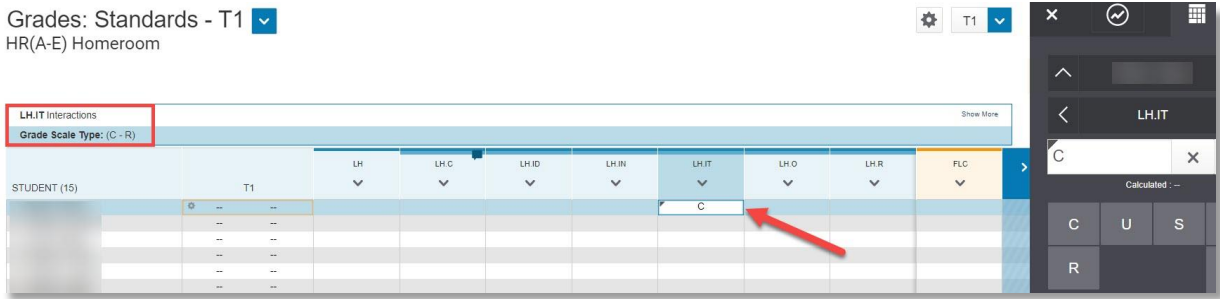 Grades: Standards - T1
HR(A-E) Homeroom
T1
LH.IT Interactions
Show More
Grade Scale Type: (C - R)
LH LH.C LH.ID LH.IN LH.IT LH.O LH.R FLC
STUDENT (15) T1
-- -- C
-- --
-- --
-- --
-- --
-- --
LH.IT
C
Calculated : --
C U S
R